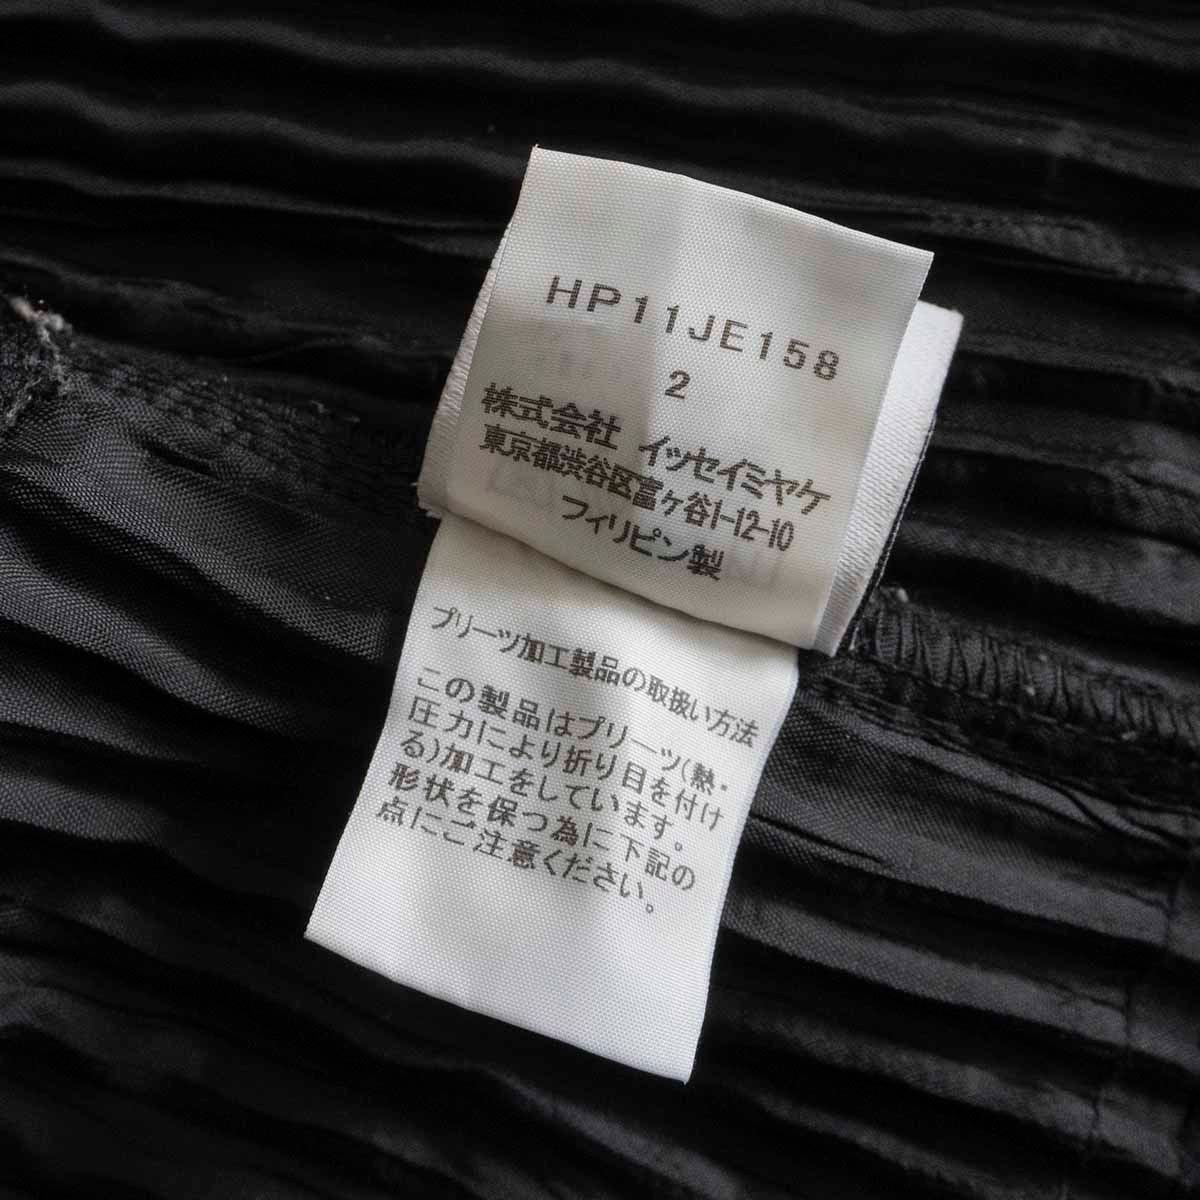 HP11JE158
2
株式会社 イッセイミヤケ
東京都渋谷区富ヶ谷1-12-10
フィリピン製
プリーツ加工製品の取扱い方法
この製品はプリーツ(熱・
圧力により折り目を付け
る)加工をしています。
形状を保つ為に下記の
点にご注意ください。